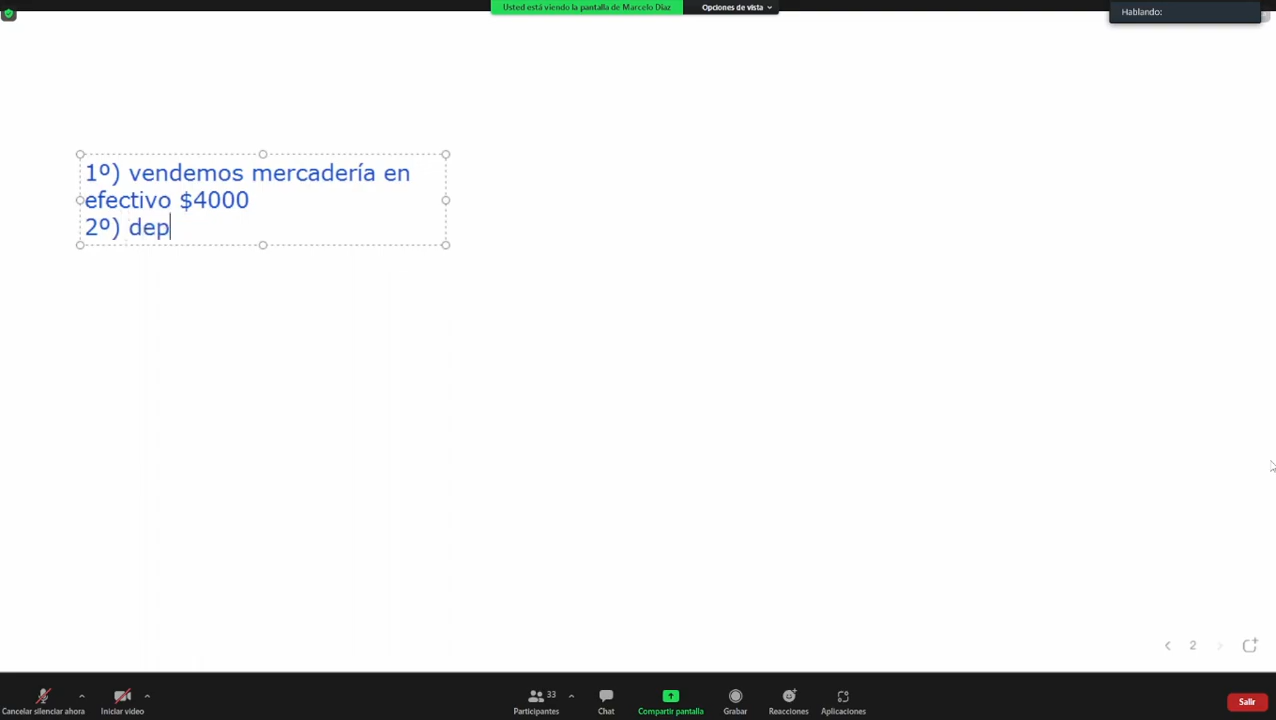 Usted está viendo la pantalla de Marcelo Díaz
Opciones de vista
Hablando:
1º) vendemos mercadería en
efectivo $4000
2º) dep
2
Cancelar silenciar ahora
Iniciar video
33
Participantes
Chat
Compartir pantalla
Grabar
Reacciones
Aplicaciones
Salir